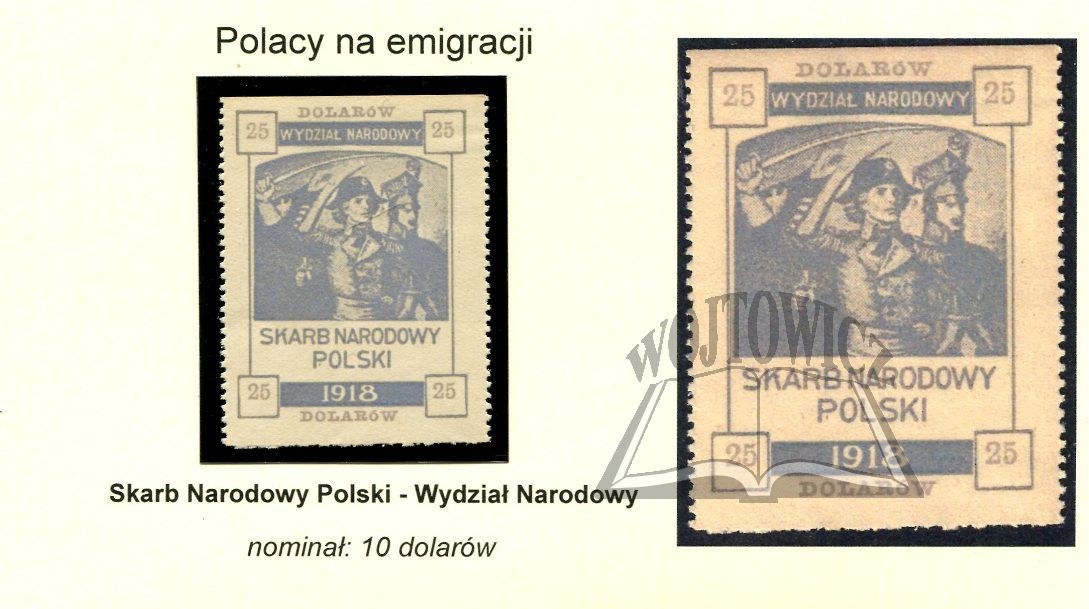 Polacy na emigracji
DOLARÓW
25 WYDZIAŁ NARODOWY 25
SKARB NARODOWY
POLSKI
25 1918 25
DOLARÓW
Skarb Narodowy Polski - Wydział Narodowy
nominał: 10 dolarów
DOLARÓW
25 WYDZIAŁ NARODOWY 25
WOJTOWICZ
SKARB NARODOWY
POLSKI
25 1918 25
DOLARÓW